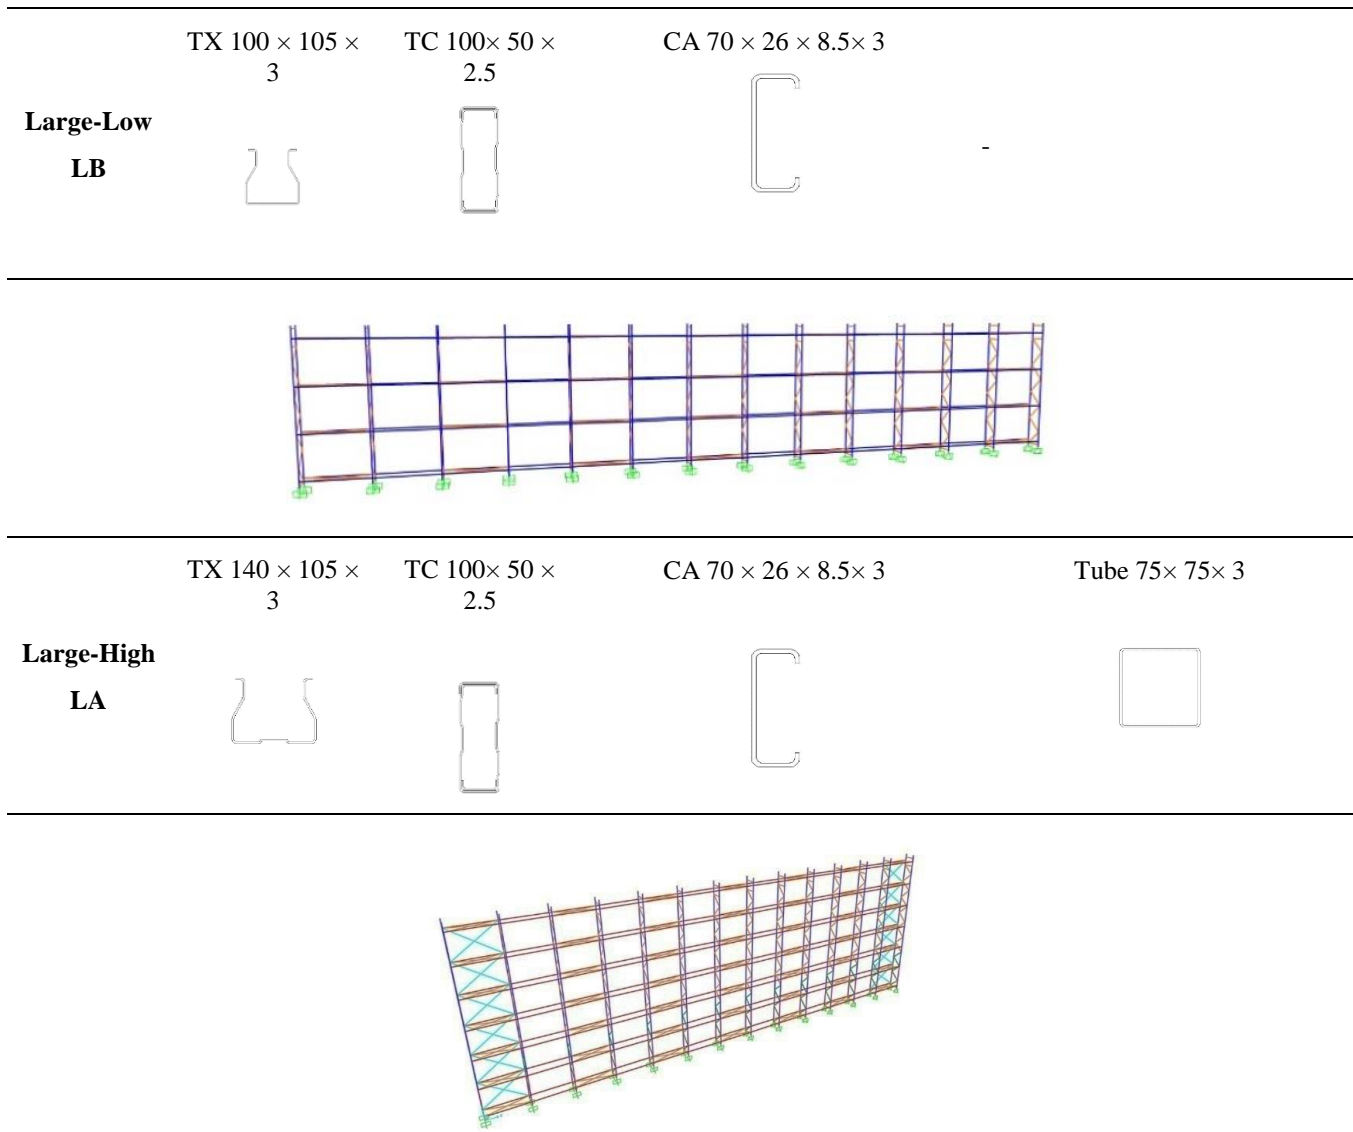 TX 100 × 105 ×
3
TC 100× 50 ×
2.5
CA 70 × 26 × 8.5× 3
Large-Low
LB
-
TX 140 × 105 ×
3
TC 100× 50 ×
2.5
CA 70 × 26 × 8.5× 3
Tube 75× 75× 3
Large-High
LA